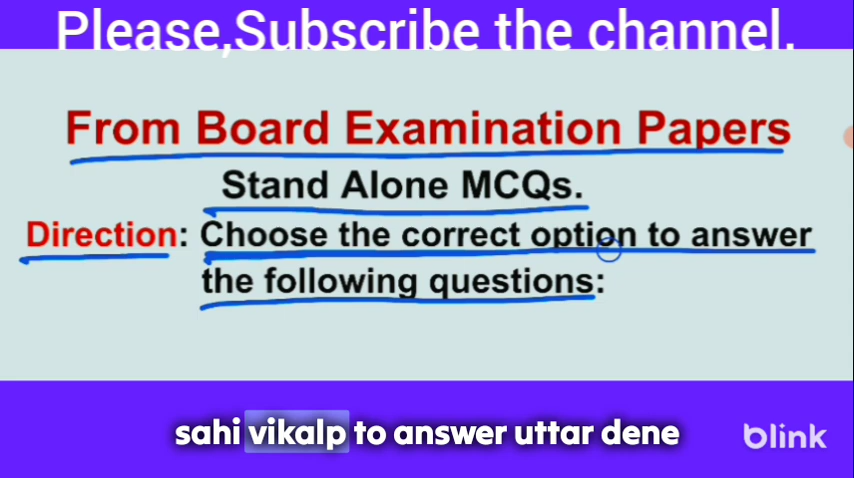 Please,Subscribe the channel.
From Board Examination Papers
Stand Alone MCQs.
Direction: Choose the correct option to answer
the following questions:
sahi vikalp to answer uttar dene
blink